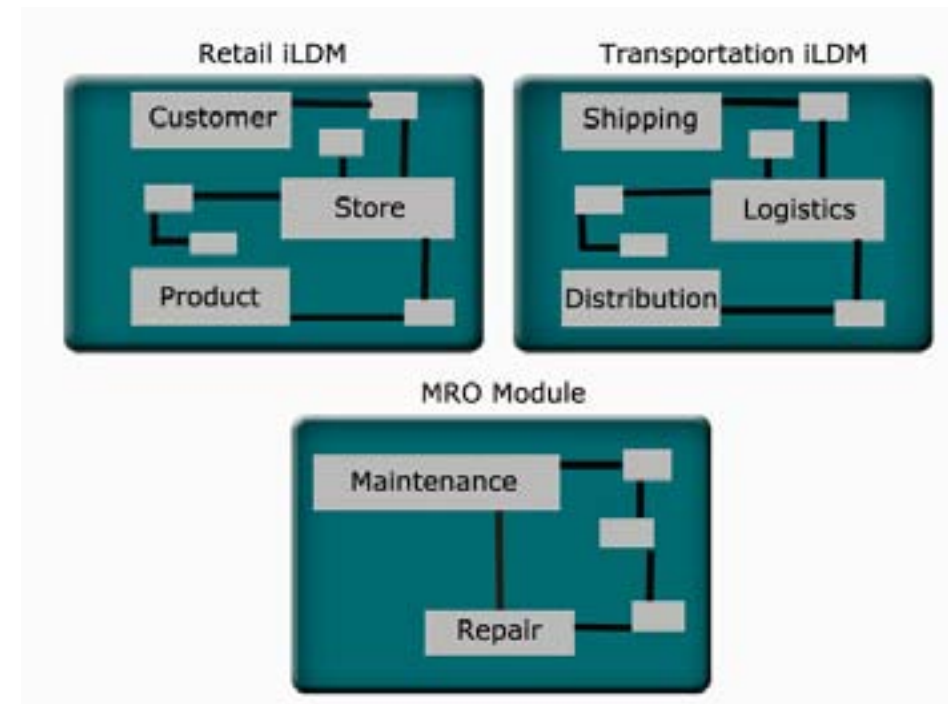 Retail iLDM
Transportation iLDM
Customer
Store
Product
Shipping
Logistics
Distribution
MRO Module
Maintenance
Repair